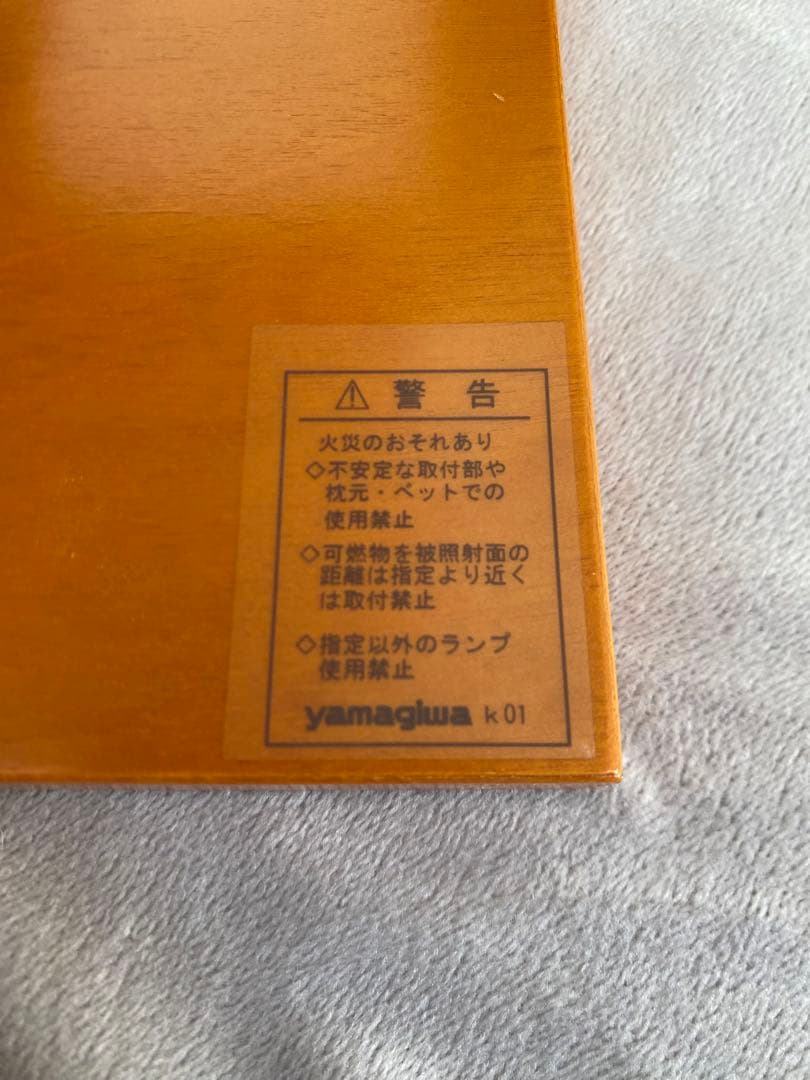 ⚠ 警告
火災のおそれあり
◇不安定な取付部や
枕元・ベットでの
使用禁止
◇可燃物を被照射面の
距離は指定より近く
は取付禁止
◇指定以外のランプ
使用禁止
yamagiwa k01